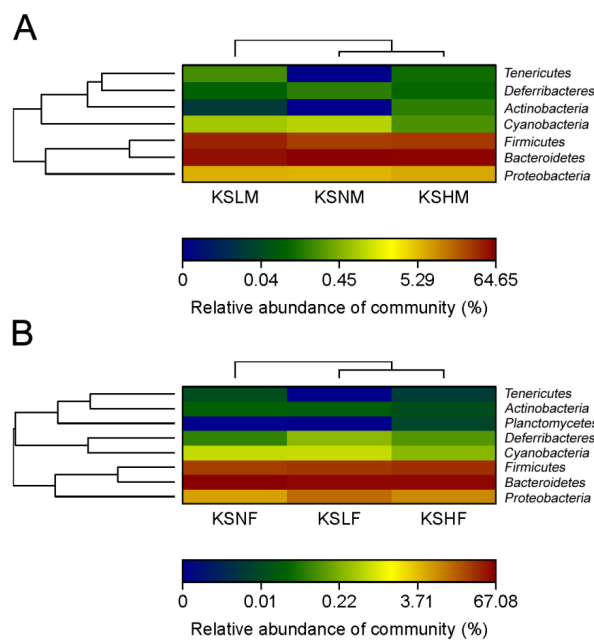 A
Tenericutes
Deferribacteres
Actinobacteria
Cyanobacteria
Firmicutes
Bacteroidetes
Proteobacteria
KSLM KSNM KSHM
0 0.04 0.45 5.29 64.65
Relative abundance of community (%)
B
Tenericutes
Actinobacteria
Planctomycetes
Deferribacteres
Cyanobacteria
Firmicutes
Bacteroidetes
Proteobacteria
KSNF KSLF KSHF
0 0.01 0.22 3.71 67.08
Relative abundance of community (%)